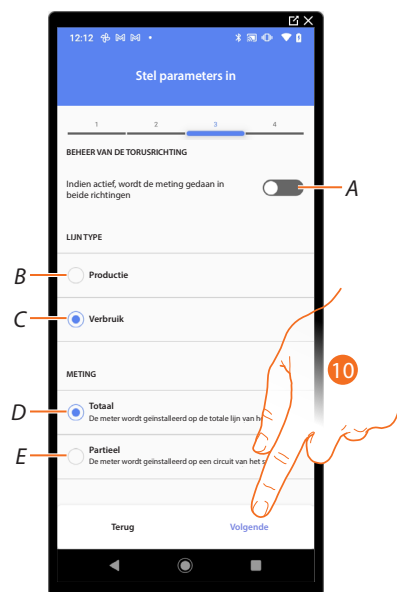 12:12
Stel parameters in
1 2 3 4
BEHEER VAN DE TORUSRICHTING
Indien actief, wordt de meting gedaan in
beide richtingen
A
LIJN TYPE
B
Productie
C
Verbruik
10
METING
D
Totaal
De meter wordt geïnstalleerd op de totale lijn van
E
Partieel
De meter wordt geïnstalleerd op een circuit van het
Terug
Volgende